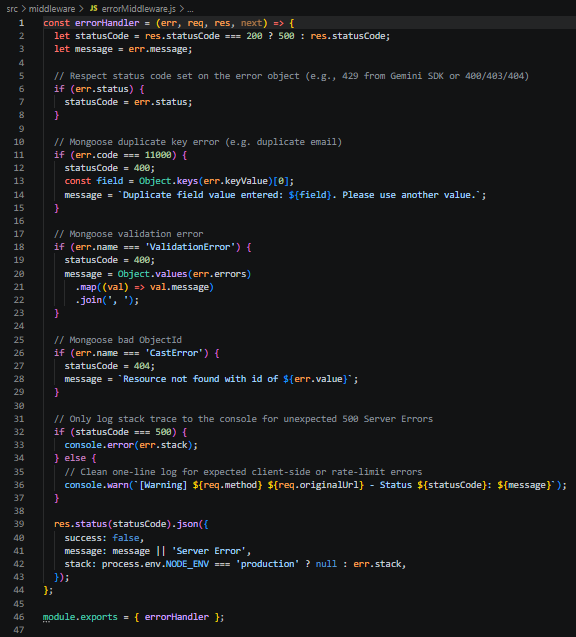 src > middleware > JS errorMiddleware.js > ...
1 const errorHandler = (err, req, res, next) => {
2   let statusCode = res.statusCode === 200 ? 500 : res.statusCode;
3   let message = err.message;
4
5   // Respect status code set on the error object (e.g., 429 from Gemini SDK or 400/403/404)
6   if (err.status) {
7     statusCode = err.status;
8   }
9
10   // Mongoose duplicate key error (e.g. duplicate email)
11   if (err.code === 11000) {
12     statusCode = 400;
13     const field = Object.keys(err.keyValue)[0];
14     message = `Duplicate field value entered: ${field}. Please use another value.`;
15   }
16
17   // Mongoose validation error
18   if (err.name === 'ValidationError') {
19     statusCode = 400;
20     message = Object.values(err.errors)
21       .map((val) => val.message)
22       .join(', ');
23   }
24
25   // Mongoose bad ObjectId
26   if (err.name === 'CastError') {
27     statusCode = 404;
28     message = `Resource not found with id of ${err.value}`;
29   }
30
31   // Only log stack trace to the console for unexpected 500 Server Errors
32   if (statusCode === 500) {
33     console.error(err.stack);
34   } else {
35     // Clean one-line log for expected client-side or rate-limit errors
36     console.warn(`[Warning] ${req.method} ${req.originalUrl} - Status ${statusCode}: ${message}`);
37   }
38
39   res.status(statusCode).json({
40     success: false,
41     message: message || 'Server Error',
42     stack: process.env.NODE_ENV === 'production' ? null : err.stack,
43   });
44 };
45
46 module.exports = { errorHandler };
47